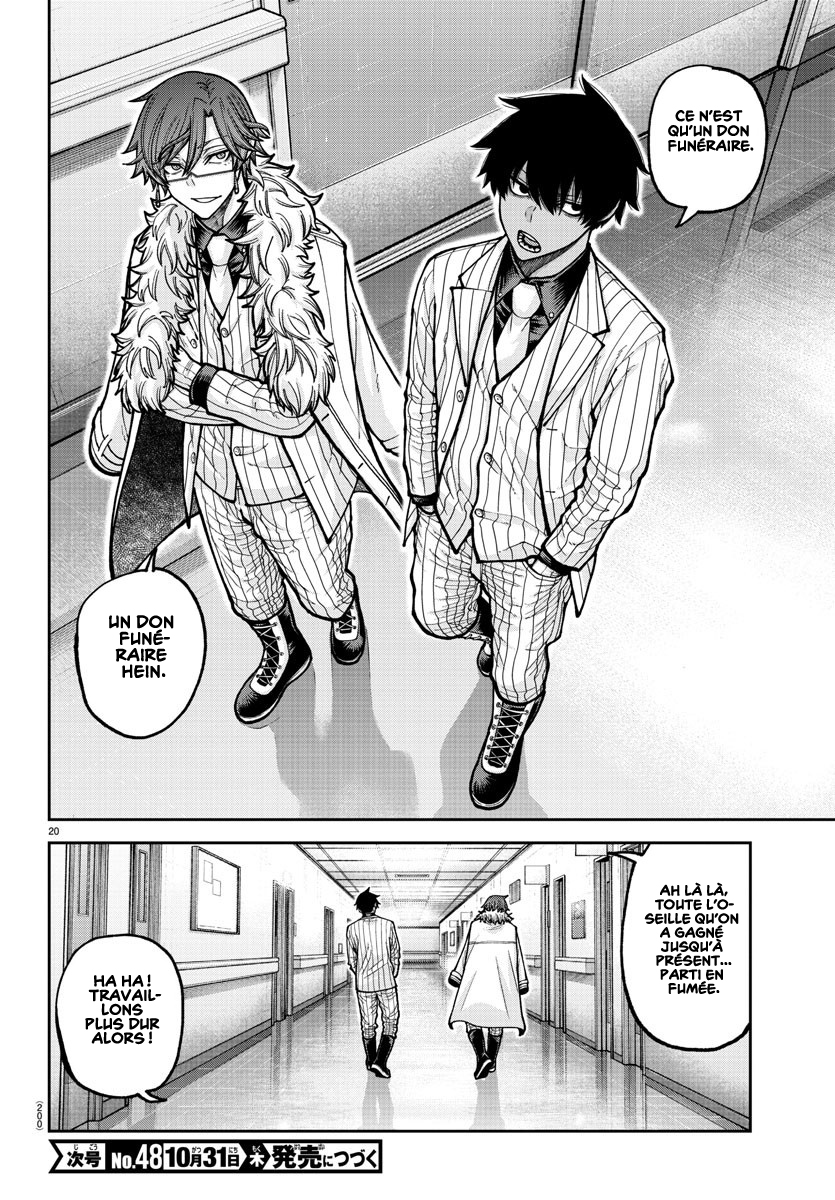 CE N'EST
QU'UN DON
FUNÉRAIRE.
UN DON
FUNÉ-
RAIRE
HEIN.
20
AH LÀ LÀ,
TOUTE L'O-
SEILLE QU'ON
A GAGNÉ
JUSQU'À
PRÉSENT...
PARTI EN
FUMÉE.
HA HA !
TRAVAIL-
LONS
PLUS DUR
ALORS !
(200)
次号 No.48 10月31日木発売につづく